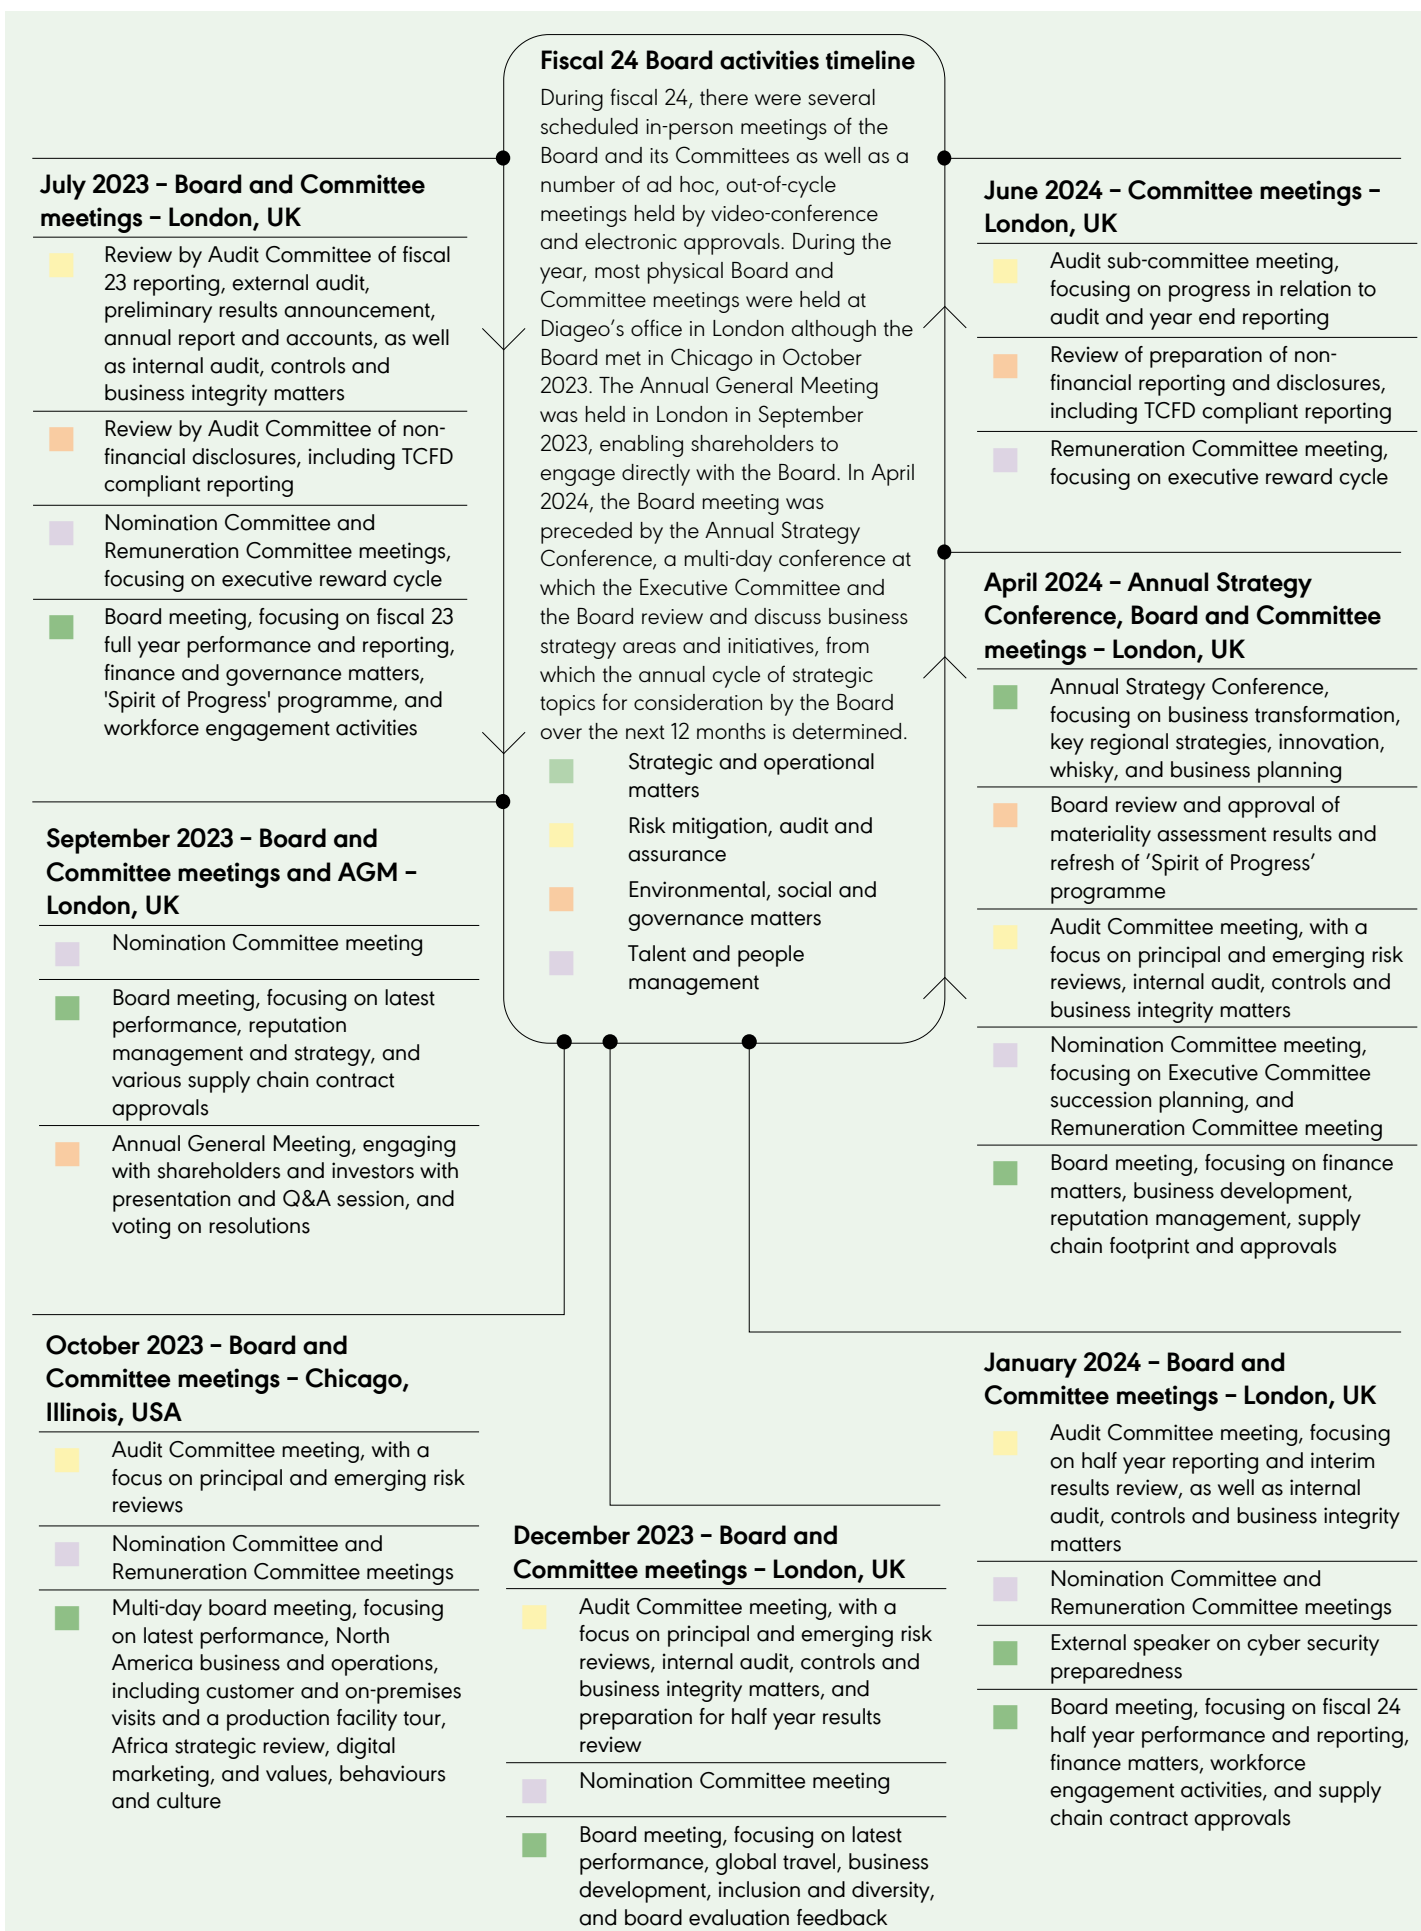 Fiscal 24 Board activities timeline
During fiscal 24, there were several
scheduled in-person meetings of the
Board and its Committees as well as a
number of ad hoc, out-of-cycle
meetings held by video-conference
and electronic approvals. During the
year, most physical Board and
Committee meetings were held at
Diageo's office in London although the
Board met in Chicago in October
2023. The Annual General Meeting
was held in London in September
2023, enabling shareholders to
engage directly with the Board. In April
2024, the Board meeting was
preceded by the Annual Strategy
Conference, a multi-day conference at
which the Executive Committee and
the Board review and discuss business
strategy areas and initiatives, from
which the annual cycle of strategic
topics for consideration by the Board
over the next 12 months is determined.
Strategic and operational
matters
Risk mitigation, audit and
assurance
Environmental, social and
governance matters
Talent and people
management
July 2023 – Board and Committee
meetings – London, UK
Review by Audit Committee of fiscal
23 reporting, external audit,
preliminary results announcement,
annual report and accounts, as well
as internal audit, controls and
business integrity matters
Review by Audit Committee of non-
financial disclosures, including TCFD
compliant reporting
Nomination Committee and
Remuneration Committee meetings,
focusing on executive reward cycle
Board meeting, focusing on fiscal 23
full year performance and reporting,
finance and governance matters,
'Spirit of Progress' programme, and
workforce engagement activities
September 2023 – Board and
Committee meetings and AGM –
London, UK
Nomination Committee meeting
Board meeting, focusing on latest
performance, reputation
management and strategy, and
various supply chain contract
approvals
Annual General Meeting, engaging
with shareholders and investors with
presentation and Q&A session, and
voting on resolutions
October 2023 – Board and
Committee meetings – Chicago,
Illinois, USA
Audit Committee meeting, with a
focus on principal and emerging risk
reviews
Nomination Committee and
Remuneration Committee meetings
Multi-day board meeting, focusing
on latest performance, North
America business and operations,
including customer and on-premises
visits and a production facility tour,
Africa strategic review, digital
marketing, and values, behaviours
and culture
December 2023 – Board and
Committee meetings – London, UK
Audit Committee meeting, with a
focus on principal and emerging risk
reviews, internal audit, controls and
business integrity matters, and
preparation for half year results
review
Nomination Committee meeting
Board meeting, focusing on latest
performance, global travel, business
development, inclusion and diversity,
and board evaluation feedback
January 2024 – Board and
Committee meetings – London, UK
Audit Committee meeting, focusing
on half year reporting and interim
results review, as well as internal
audit, controls and business integrity
matters
Nomination Committee and
Remuneration Committee meetings
External speaker on cyber security
preparedness
Board meeting, focusing on fiscal 24
half year performance and reporting,
finance matters, workforce
engagement activities, and supply
chain contract approvals
April 2024 – Annual Strategy
Conference, Board and Committee
meetings – London, UK
Annual Strategy Conference,
focusing on business transformation,
key regional strategies, innovation,
whisky, and business planning
Board review and approval of
materiality assessment results and
refresh of ‘Spirit of Progress’
programme
Audit Committee meeting, with a
focus on principal and emerging risk
reviews, internal audit, controls and
business integrity matters
Nomination Committee meeting,
focusing on Executive Committee
succession planning, and
Remuneration Committee meeting
Board meeting, focusing on finance
matters, business development,
reputation management, supply
chain footprint and approvals
June 2024 – Committee meetings –
London, UK
Audit sub-committee meeting,
focusing on progress in relation to
audit and year end reporting
Review of preparation of non-
financial reporting and disclosures,
including TCFD compliant reporting
Remuneration Committee meeting,
focusing on executive reward cycle